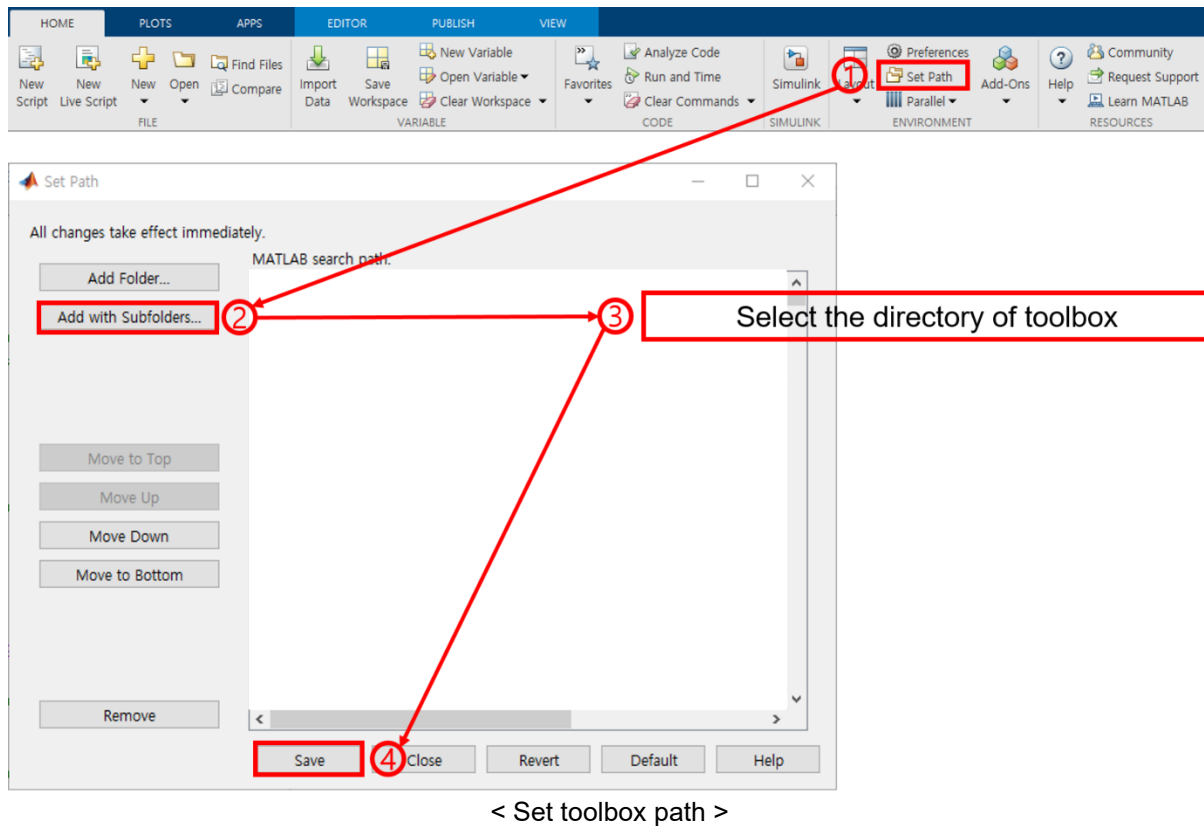 HOME PLOTS APPS EDITOR PUBLISH VIEW
New Script
New Live Script
New
Open
Find Files
Compare
FILE
Import Data
Save Workspace
New Variable
Open Variable
Clear Workspace
VARIABLE
Favorites
Analyze Code
Run and Time
Clear Commands
CODE
Simulink
SIMULINK
Layout
Preferences
Set Path
Parallel
Add-Ons
ENVIRONMENT
? Help
Community
Request Support
Learn MATLAB
RESOURCES
1
Set Path
All changes take effect immediately.
MATLAB search path:
Add Folder...
Add with Subfolders...
2
3
Select the directory of toolbox
Move to Top
Move Up
Move Down
Move to Bottom
Remove
Save
4
Close
Revert
Default
Help
< Set toolbox path >